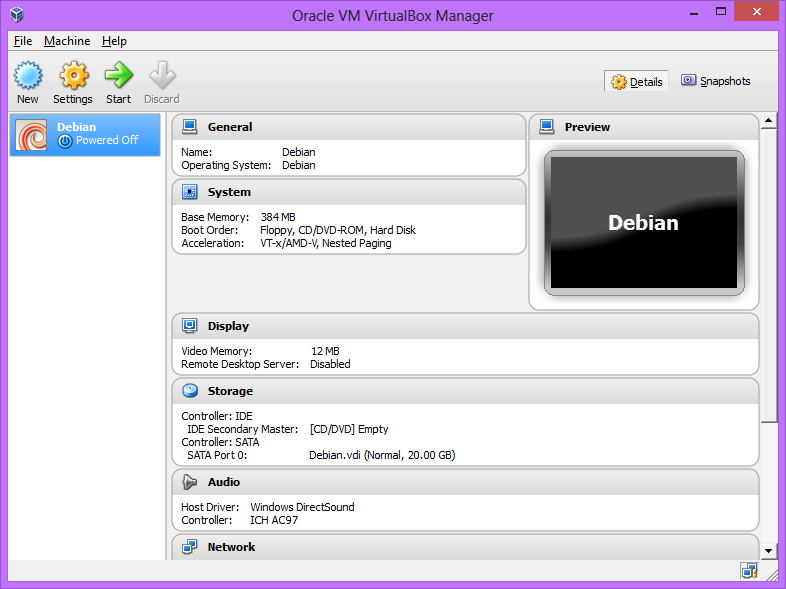 Oracle VM VirtualBox Manager
File Machine Help
New Settings Start Discard
Details Snapshots
Debian
Powered Off
General
Name: Debian
Operating System: Debian
System
Base Memory: 384 MB
Boot Order: Floppy, CD/DVD-ROM, Hard Disk
Acceleration: VT-x/AMD-V, Nested Paging
Preview
Debian
Display
Video Memory: 12 MB
Remote Desktop Server: Disabled
Storage
Controller: IDE
IDE Secondary Master: [CD/DVD] Empty
Controller: SATA
SATA Port 0: Debian.vdi (Normal, 20.00 GB)
Audio
Host Driver: Windows DirectSound
Controller: ICH AC97
Network